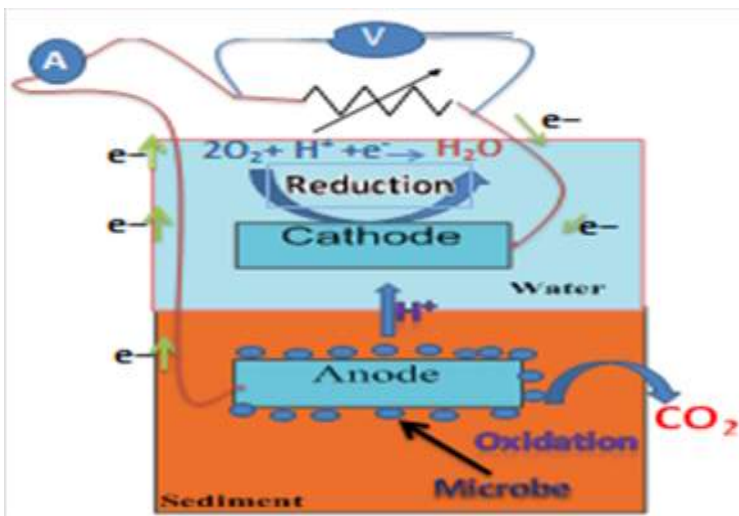 V
A
e–
e–
2O₂+ H⁺ +e⁻→ H₂O
Reduction
e–
Cathode
e–
Water
H⁺
e–
Anode
CO₂
Oxidation
Microbe
Sediment